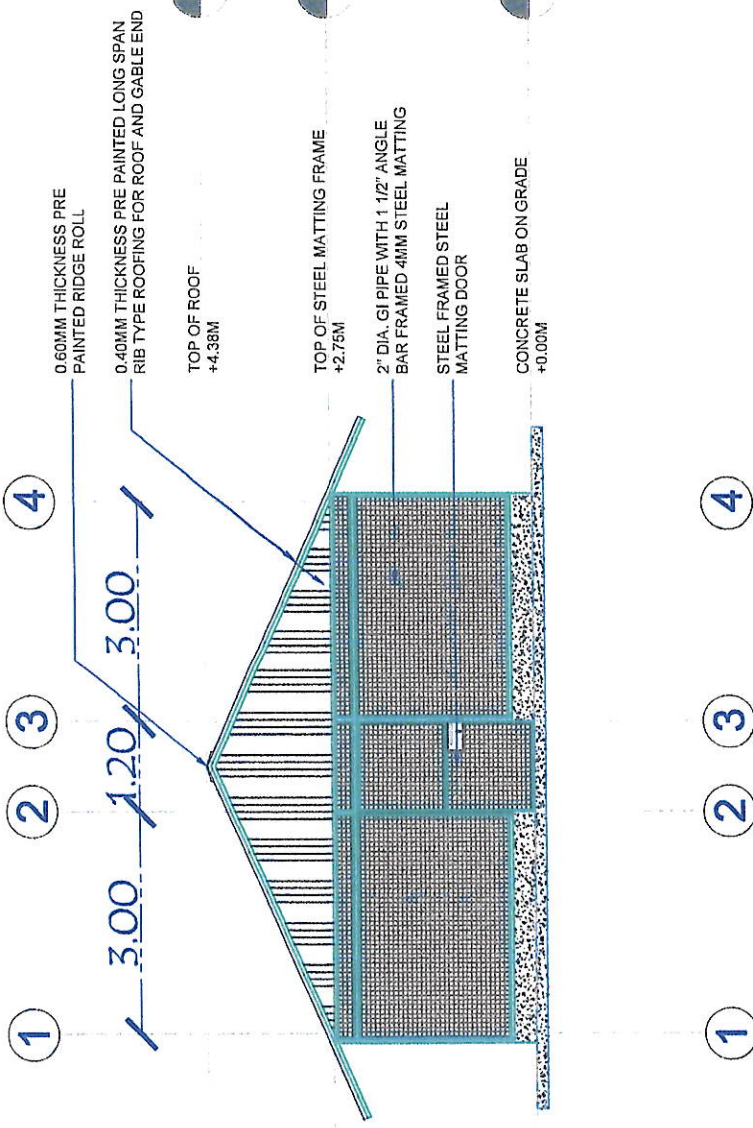 1
2
3
4
3.00
1.20
3.00
0.60MM THICKNESS PRE
PAINTED RIDGE ROLL
0.40MM THICKNESS PRE PAINTED LONG SPAN
RIB TYPE ROOFING FOR ROOF AND GABLE END
TOP OF ROOF
+4.38M
TOP OF STEEL MATTING FRAME
+2.75M
2" DIA. GI PIPE WITH 1 1/2" ANGLE
BAR FRAMED 4MM STEEL MATTING
STEEL FRAMED STEEL
MATTING DOOR
CONCRETE SLAB ON GRADE
+0.00M
1
2
3
4